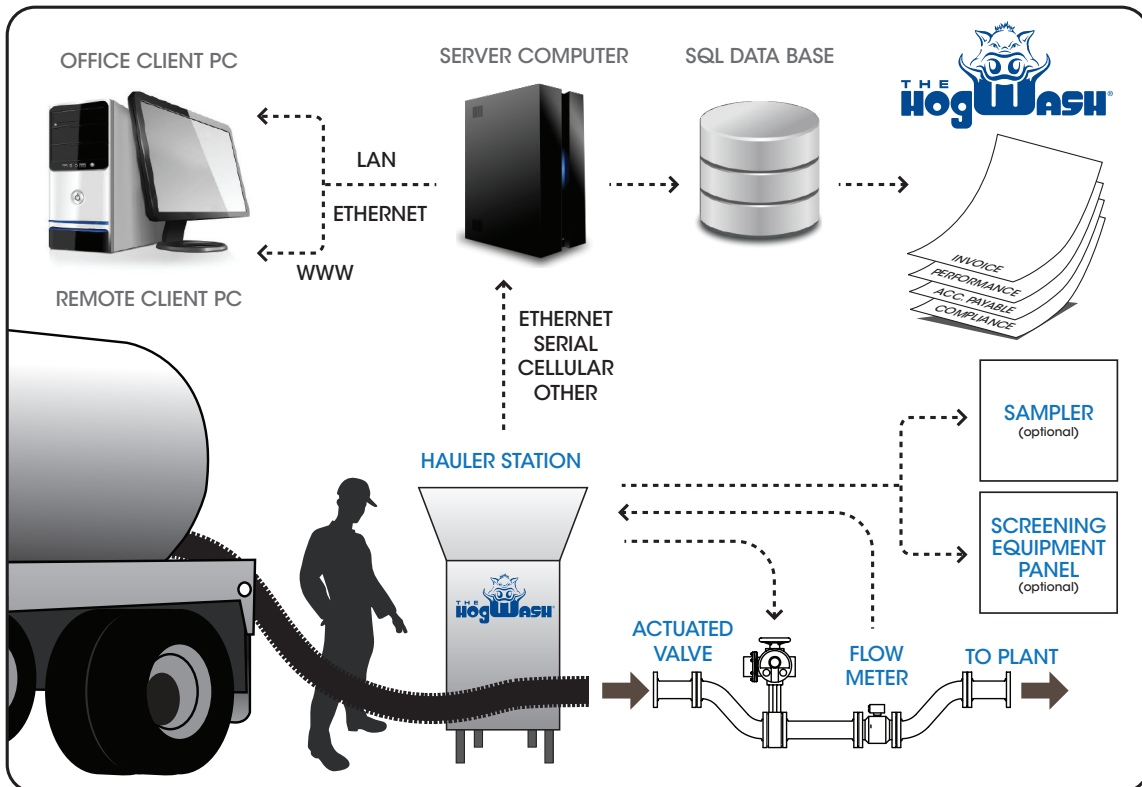 OFFICE CLIENT PC
SERVER COMPUTER
SQL DATA BASE
THE
HOGWASH®
LAN
ETHERNET
WWW
REMOTE CLIENT PC
INVOICE
PERFORMANCE
ACC. PAYABLE
COMPLIANCE
ETHERNET
SERIAL
CELLULAR
OTHER
SAMPLER
(optional)
HAULER STATION
SCREENING
EQUIPMENT
PANEL
(optional)
THE
HOGWASH
ACTUATED
VALVE
FLOW
METER
TO PLANT